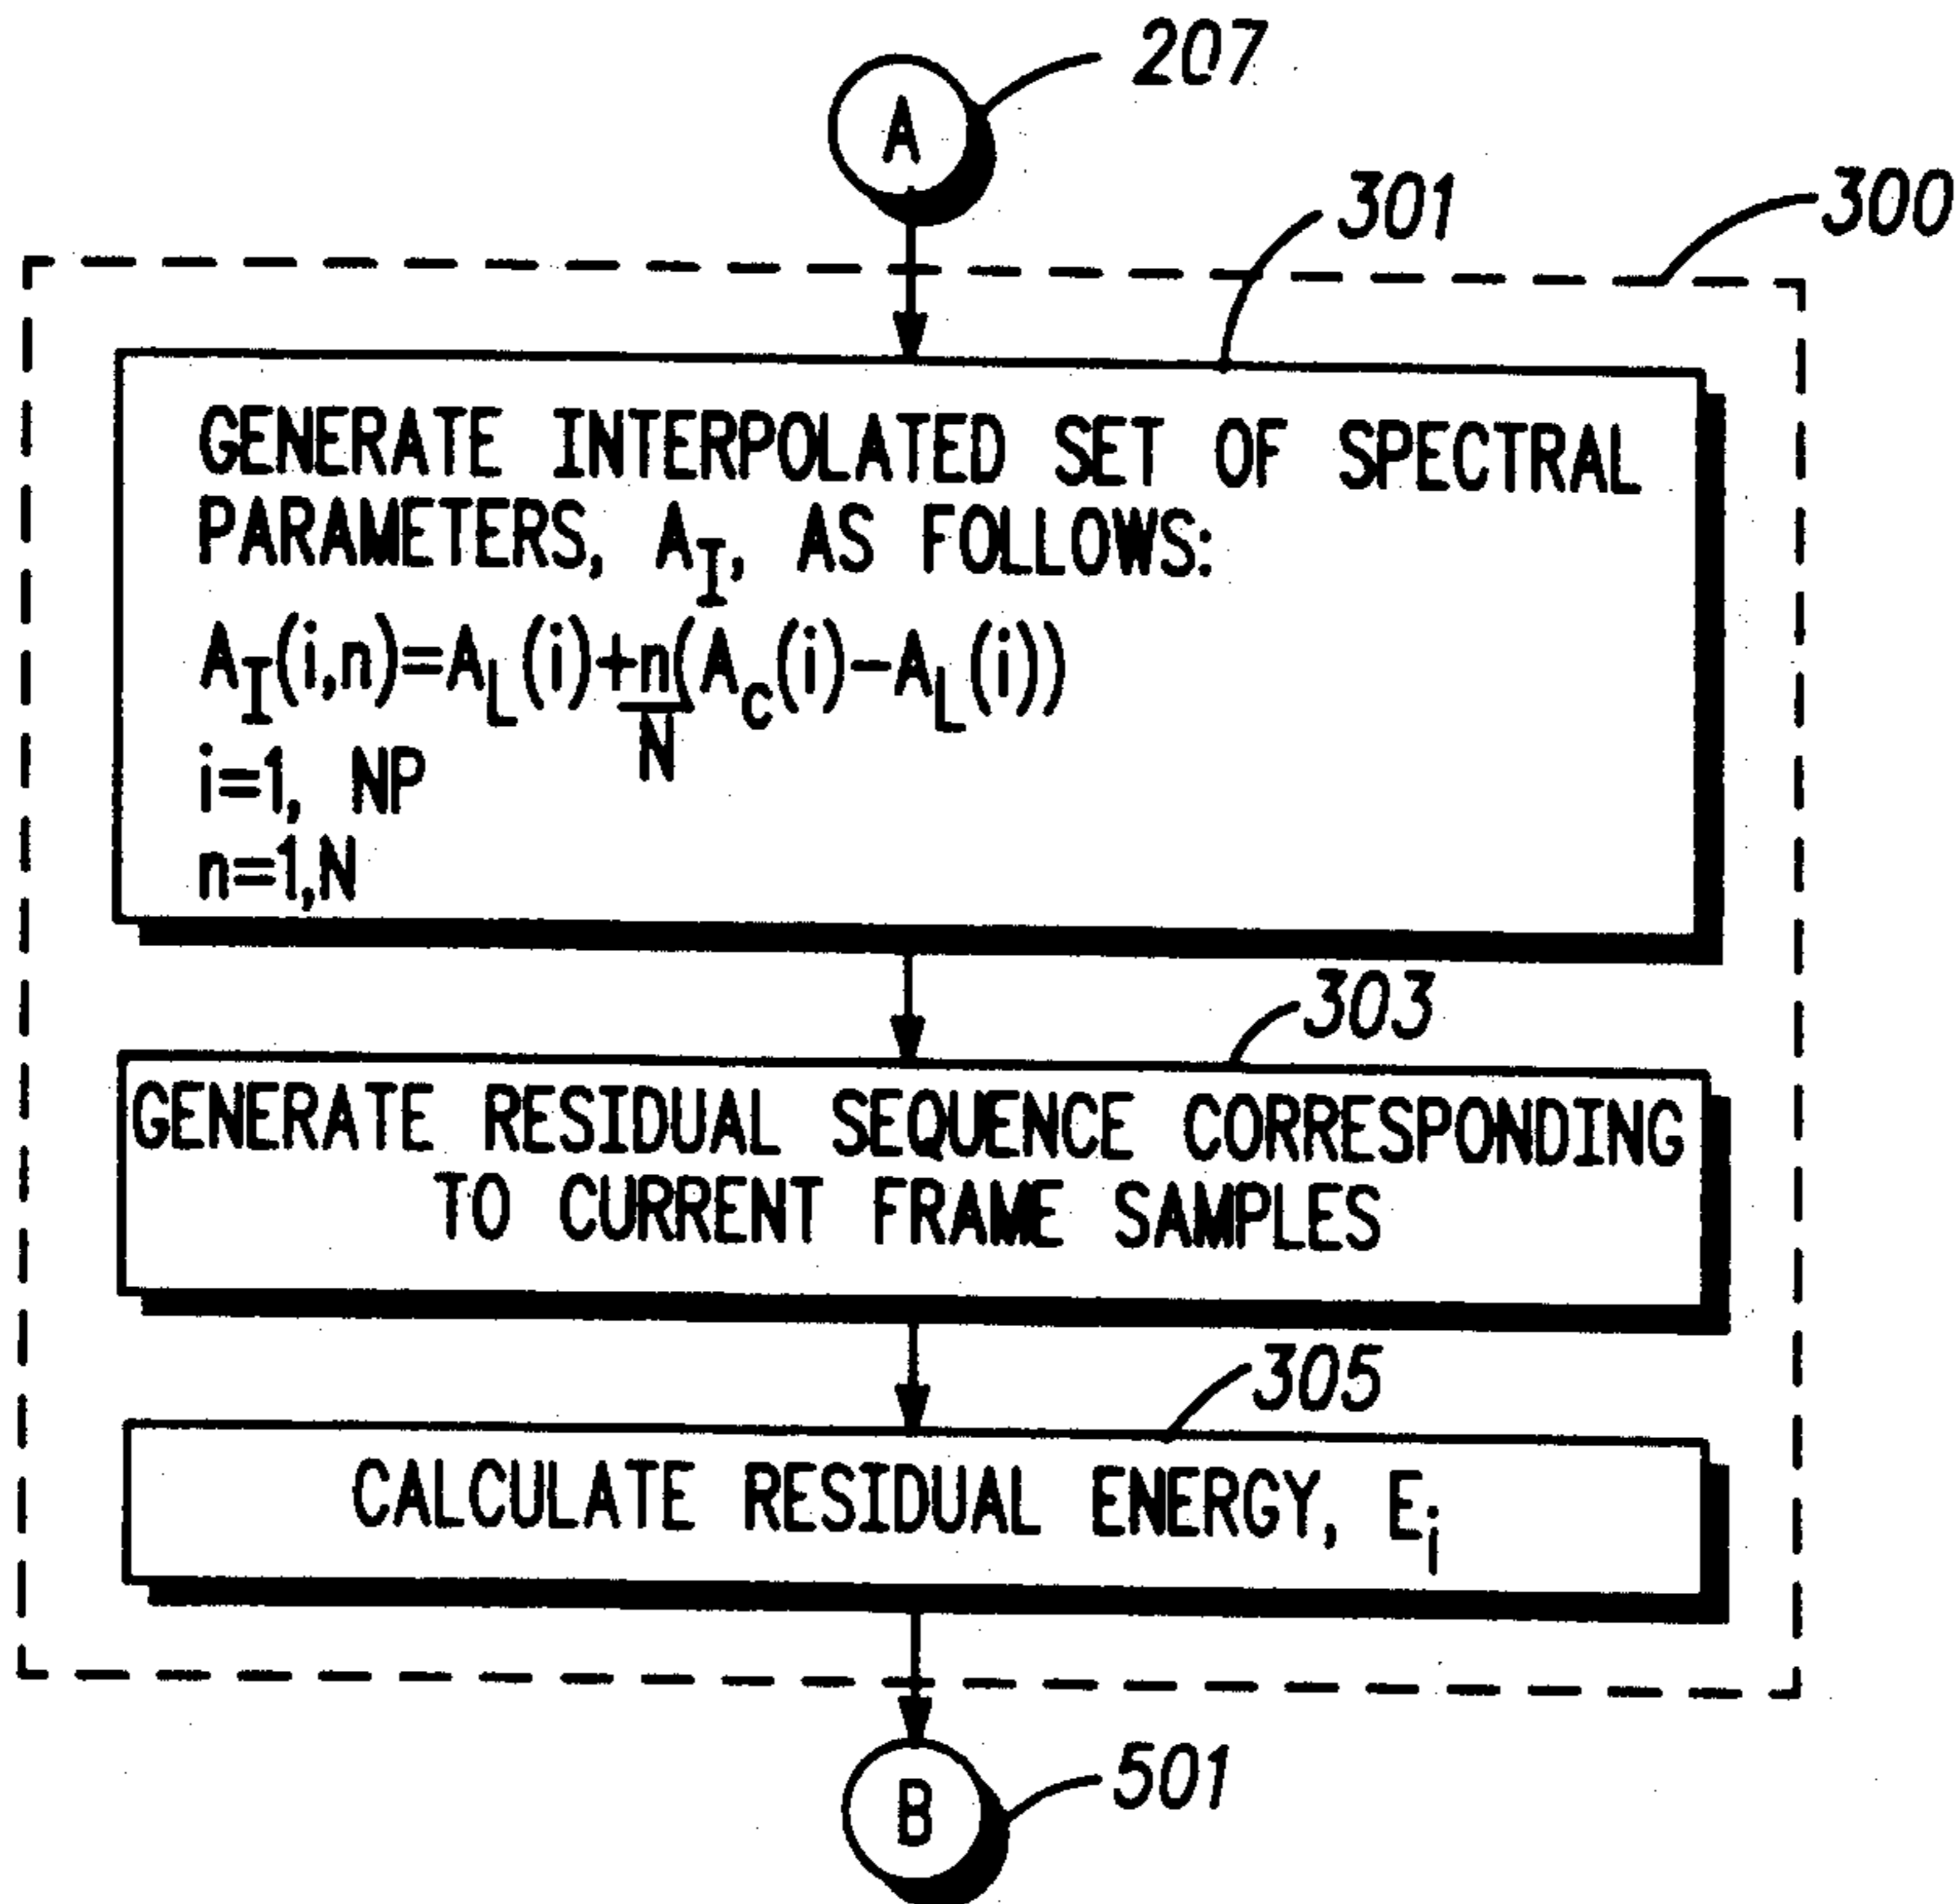 207
A
301
300
GENERATE INTERPOLATED SET OF SPECTRAL
PARAMETERS, A_I, AS FOLLOWS:
A_I(i,n)=A_L(i)+n/N(A_c(i)-A_L(i))
i=1, NP
n=1,N
303
GENERATE RESIDUAL SEQUENCE CORRESPONDING
TO CURRENT FRAME SAMPLES
305
CALCULATE RESIDUAL ENERGY, E_i
501
B